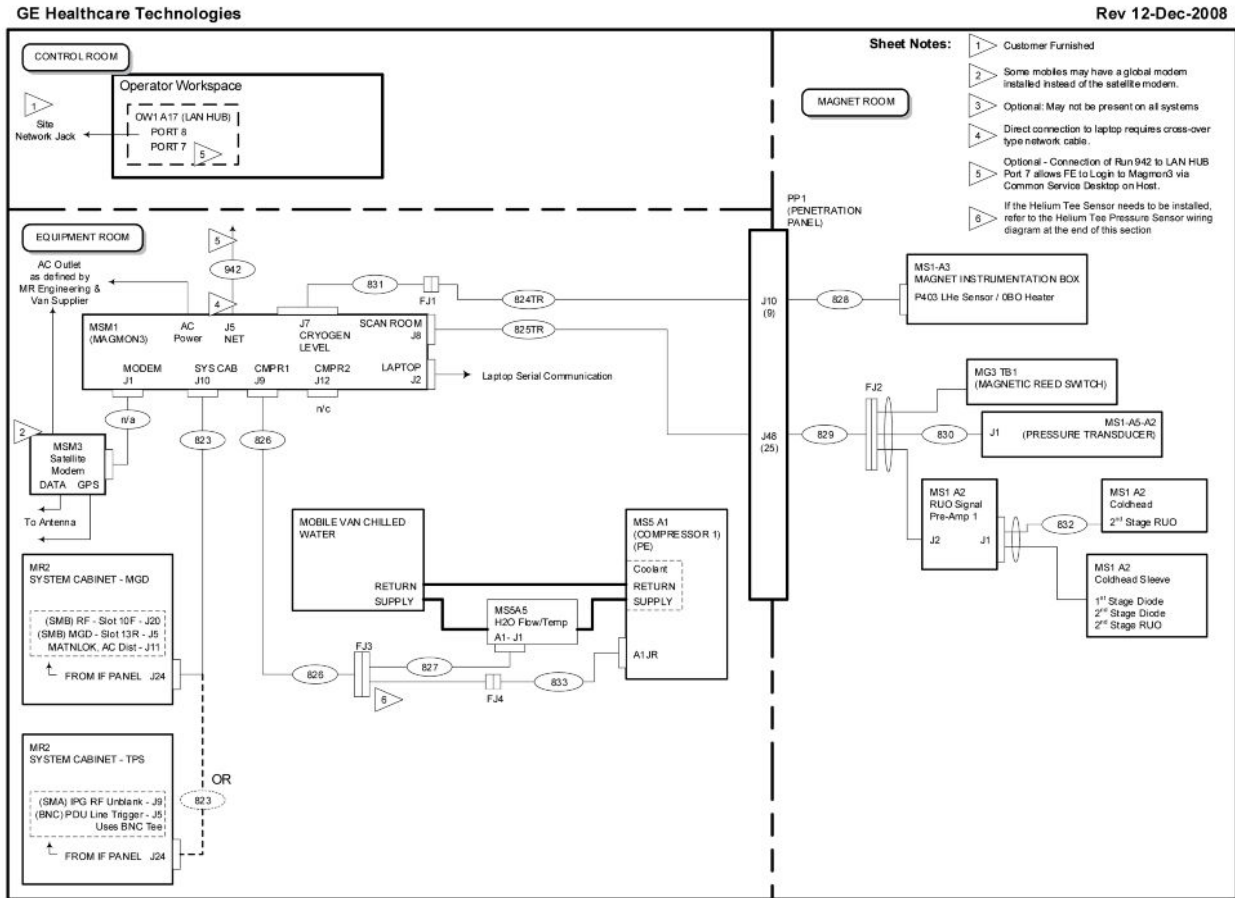 GE Healthcare Technologies
Rev 12-Dec-2008
CONTROL ROOM
Operator Workspace
1
Site
Network Jack
OW1 A17 (LAN HUB)
PORT 8
PORT 7
5
Sheet Notes:
MAGNET ROOM
1 Customer Furnished
2 Some mobiles may have a global modem
installed instead of the satellite modem.
3 Optional: May not be present on all systems
4 Direct connection to laptop requires cross-over
type network cable.
5 Optional - Connection of Run 942 to LAN HUB
Port 7 allows FE to Login to Magmon3 via
Common Service Desktop on Host.
6 If the Helium Tee Sensor needs to be installed,
refer to the Helium Tee Pressure Sensor wiring
diagram at the end of this section
PP1
(PENETRATION
PANEL)
EQUIPMENT ROOM
AC Outlet
as defined by
MR Engineering &
Van Supplier
5
942
4
831
FJ1
824TR
825TR
J10
(9)
828
MS1-A3
MAGNET INSTRUMENTATION BOX
P403 LHe Sensor / 0BO Heater
MSM1
(MAGMON3)
AC
Power
J5
NET
J7
CRYOGEN
LEVEL
SCAN ROOM
J8
MODEM
J1
SYS CAB
J10
CMPR1
J9
CMPR2
J12
LAPTOP
J2
Laptop Serial Communication
n/c
n/a
823
826
2
MSM3
Satellite
Modem
DATA GPS
To Antenna
J48
(25)
829
FJ2
MG3 TB1
(MAGNETIC REED SWITCH)
830
J1
MS1-A5-A2
(PRESSURE TRANSDUCER)
MS1 A2
RUO Signal
Pre-Amp 1
J2
J1
832
MS1 A2
Coldhead
2nd Stage RUO
MS1 A2
Coldhead Sleeve
1st Stage Diode
2nd Stage Diode
2nd Stage RUO
MOBILE VAN CHILLED
WATER
RETURN
SUPPLY
MS5 A1
(COMPRESSOR 1)
(PE)
Coolant
RETURN
SUPPLY
A1JR
MS5A5
H2O Flow/Temp
A1- J1
826
FJ3
827
6
FJ4
833
MR2
SYSTEM CABINET - MGD
(SMB) RF - Slot 10F - J20
(SMB) MGD - Slot 13R - J5
MATNLOK, AC Dist - J11
FROM IF PANEL J24
MR2
SYSTEM CABINET - TPS
(SMA) IPG RF Unblank - J9
(BNC) PDU Line Trigger - J5
Uses BNC Tee
FROM IF PANEL J24
OR
823